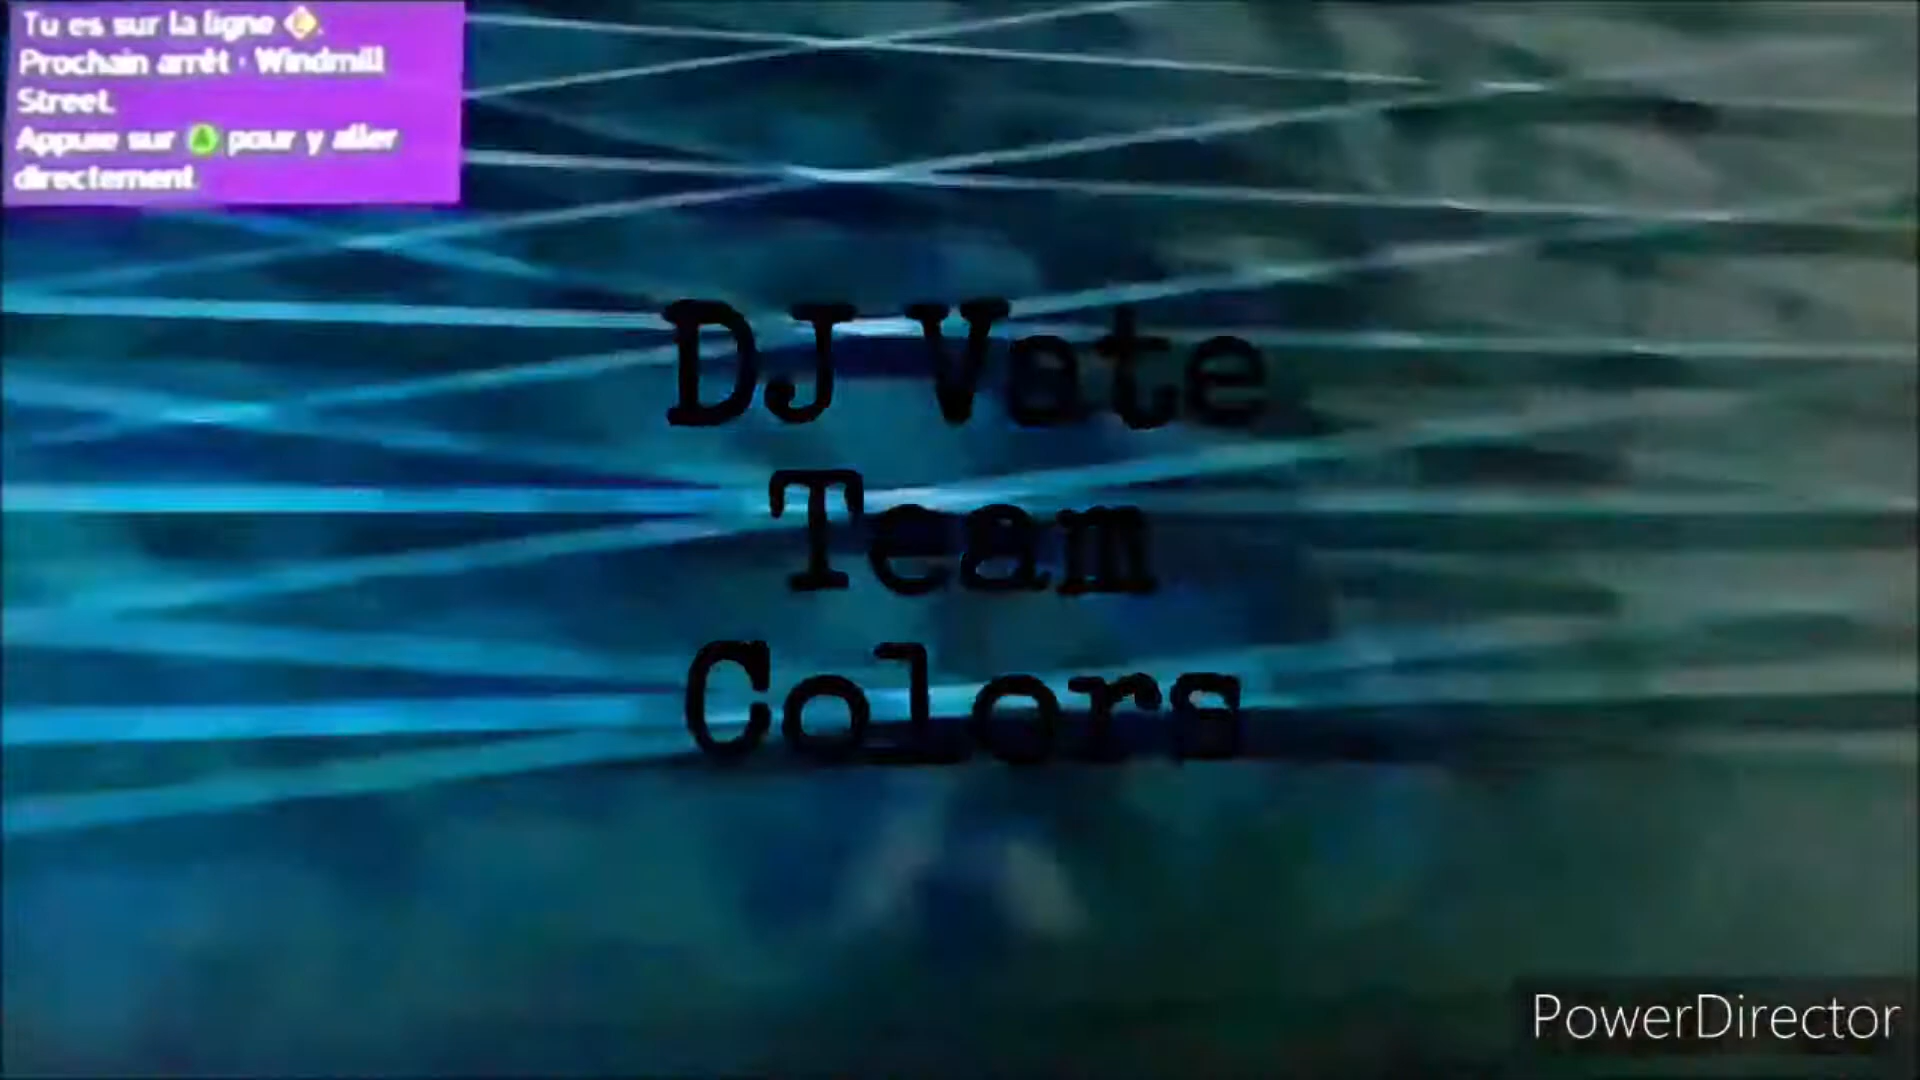 Tu es sur la ligne L.
Prochain arrêt · Windmill
Street.
Appuie sur A pour y aller
directement.
DJ Vate
Team
Colors
PowerDirector